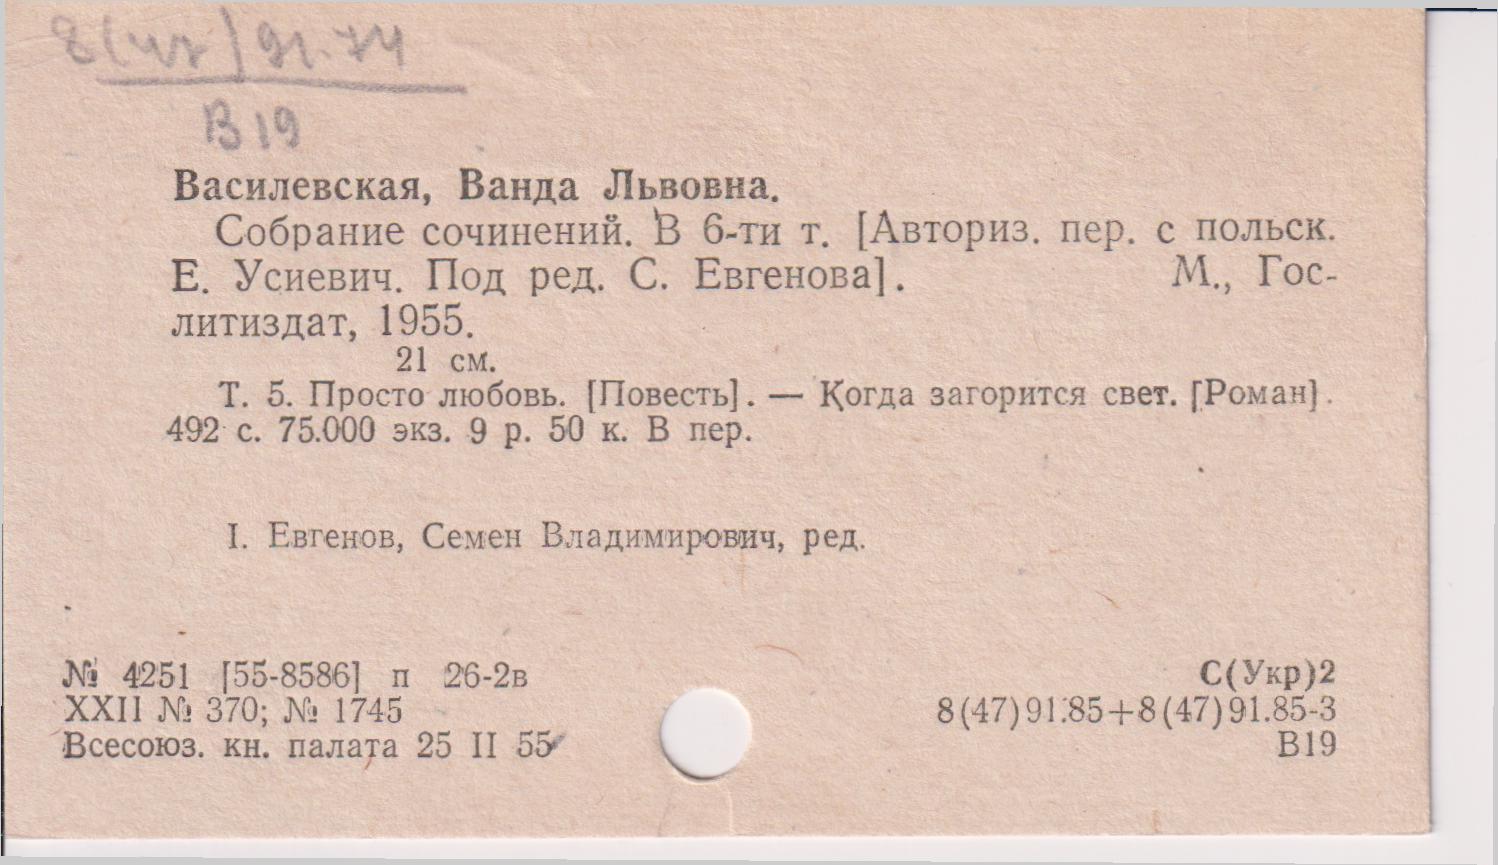 8(47)91.74
В19
Василевская, Ванда Львовна.
Собрание сочинений. В 6-ти т. [Авториз. пер. с польск.
Е. Усиевич. Под ред. С. Евгенова]. М., Гос-
литиздат, 1955.
21 см.
Т. 5. Просто любовь. [Повесть]. — Когда загорится свет. [Роман].
492 с. 75.000 экз. 9 р. 50 к. В пер.
I. Евгенов, Семен Владимирович, ред.
№ 4251 [55-8586] п 26-2в
С(Укр)2
XXII № 370; № 1745
8(47)91.85+8(47)91.85-3
Всесоюз. кн. палата 25 II 55
В19